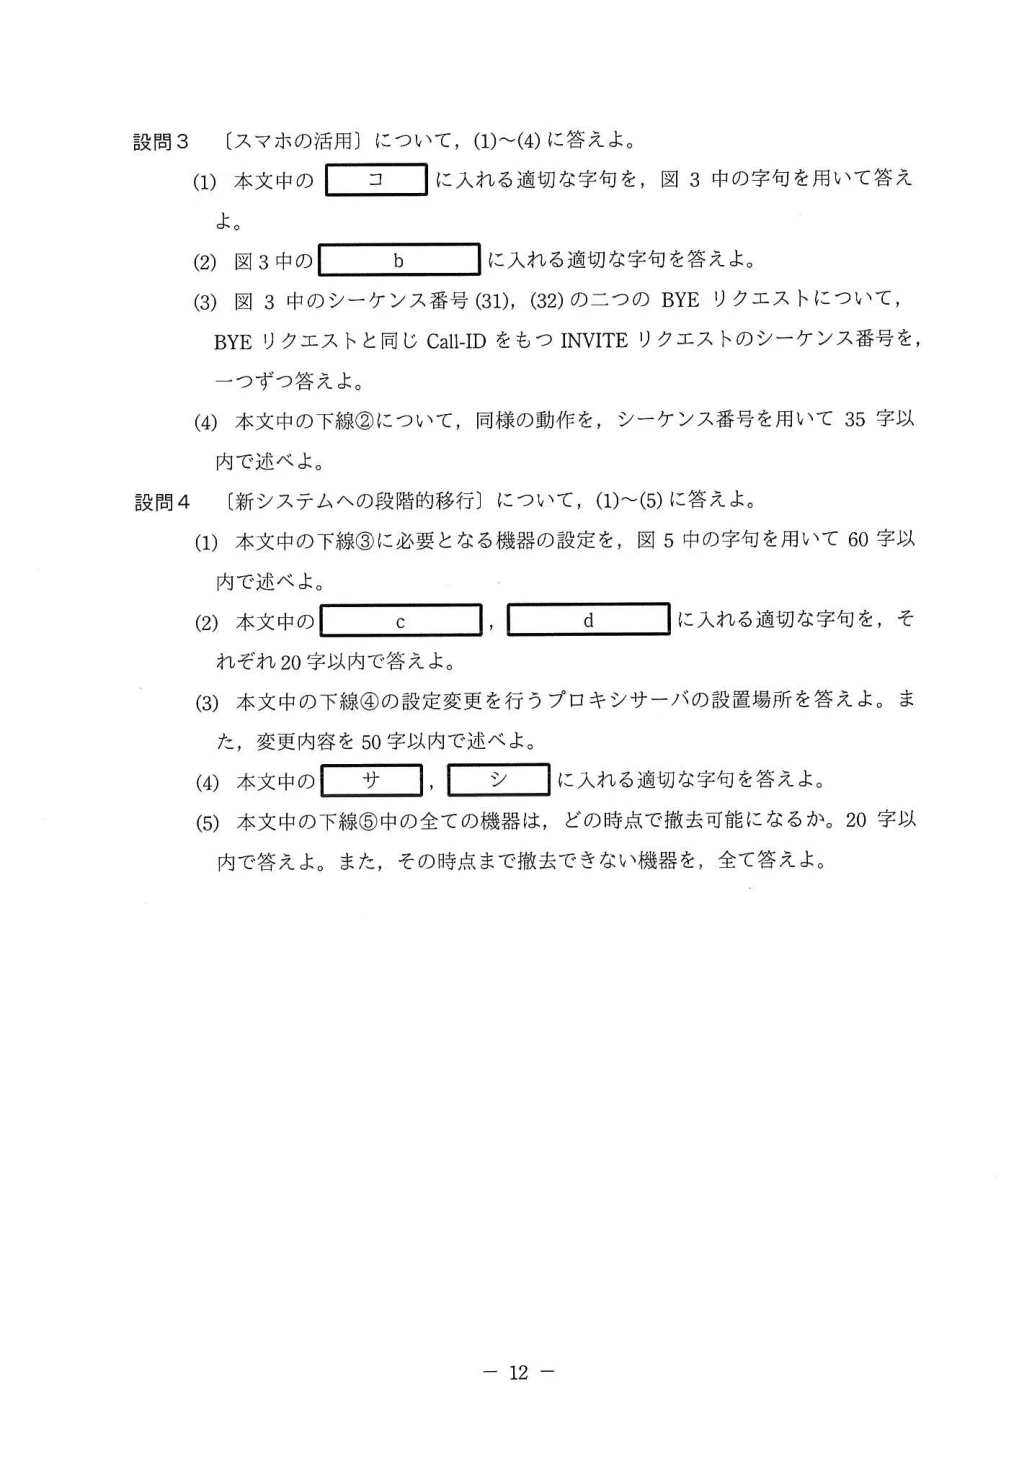 設問3 〔スマホの活用〕について，(1)～(4)に答えよ。
(1) 本文中の コ に入れる適切な字句を，図 3 中の字句を用いて答え
よ。
(2) 図3中の b に入れる適切な字句を答えよ。
(3) 図 3 中のシーケンス番号(31)，(32)の二つの BYE リクエストについて，
BYE リクエストと同じ Call-ID をもつ INVITE リクエストのシーケンス番号を，
一つずつ答えよ。
(4) 本文中の下線②について，同様の動作を，シーケンス番号を用いて 35 字以
内で述べよ。
設問4 〔新システムへの段階的移行〕について，(1)～(5)に答えよ。
(1) 本文中の下線③に必要となる機器の設定を，図 5 中の字句を用いて 60 字以
内で述べよ。
(2) 本文中の c ， d に入れる適切な字句を，そ
れぞれ20字以内で答えよ。
(3) 本文中の下線④の設定変更を行うプロキシサーバの設置場所を答えよ。ま
た，変更内容を 50 字以内で述べよ。
(4) 本文中の サ ， シ に入れる適切な字句を答えよ。
(5) 本文中の下線⑤中の全ての機器は，どの時点で撤去可能になるか。20 字以
内で答えよ。また，その時点まで撤去できない機器を，全て答えよ。
－ 12 －